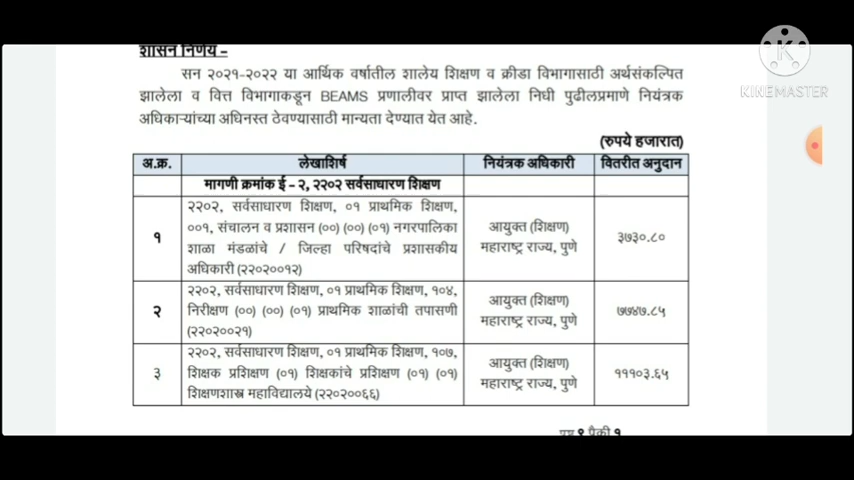 शासन निर्णय –
सन २०२१-२०२२ या आर्थिक वर्षातील शालेय शिक्षण व क्रीडा विभागासाठी अर्थसंकल्पित
झालेला व वित्त विभागाकडून BEAMS प्रणालीवर प्राप्त झालेला निधी पुढीलप्रमाणे नियंत्रक
अधिकाऱ्यांच्या अधिनस्त ठेवण्यासाठी मान्यता देण्यात येत आहे.
KINEMASTER
(रुपये हजारात)
अ.क्र. लेखाशिर्ष नियंत्रक अधिकारी वितरीत अनुदान
मागणी क्रमांक ई – २, २२०२ सर्वसाधारण शिक्षण
१
२२०२, सर्वसाधारण शिक्षण, ०१ प्राथमिक शिक्षण,
००१, संचालन व प्रशासन (००) (००) (०१) नगरपालिका
शाळा मंडळांचे / जिल्हा परिषदांचे प्रशासकीय
अधिकारी (२२०२००१२)
आयुक्त (शिक्षण)
महाराष्ट्र राज्य, पुणे
३७३०.८०
२
२२०२, सर्वसाधारण शिक्षण, ०१ प्राथमिक शिक्षण, १०४,
निरीक्षण (००) (००) (०१) प्राथमिक शाळांची तपासणी
(२२०२००२१)
आयुक्त (शिक्षण)
महाराष्ट्र राज्य, पुणे
७७४७.८५
३
२२०२, सर्वसाधारण शिक्षण, ०१ प्राथमिक शिक्षण, १०७,
शिक्षक प्रशिक्षण (०१) शिक्षकांचे प्रशिक्षण (०१) (०१)
शिक्षणशास्त्र महाविद्यालये (२२०२००६६)
आयुक्त (शिक्षण)
महाराष्ट्र राज्य, पुणे
१११०३.६५
पृष्ठ ९ पैकी १